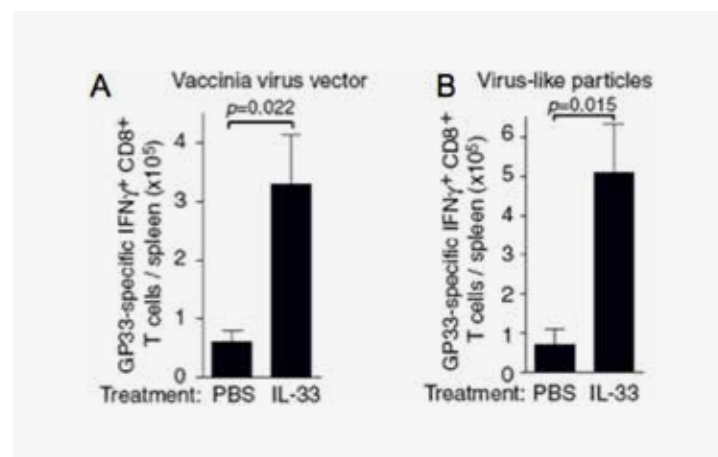 A Vaccinia virus vector
p=0.022
GP33-specific IFNγ⁺ CD8⁺
T cells / spleen (x10⁵)
4
3
2
1
0
Treatment: PBS IL-33
B Virus-like particles
p=0.015
GP33-specific IFNγ⁺ CD8⁺
T cells / spleen (x10⁵)
6
5
4
3
2
1
0
Treatment: PBS IL-33